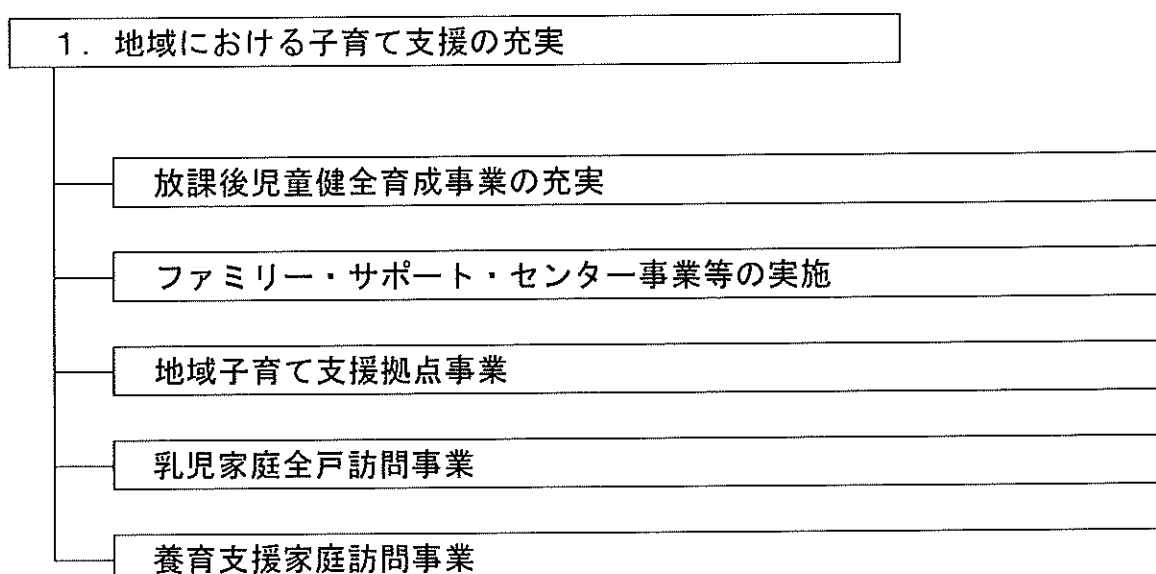 1．地域における子育て支援の充実
放課後児童健全育成事業の充実
ファミリー・サポート・センター事業等の実施
地域子育て支援拠点事業
乳児家庭全戸訪問事業
養育支援家庭訪問事業